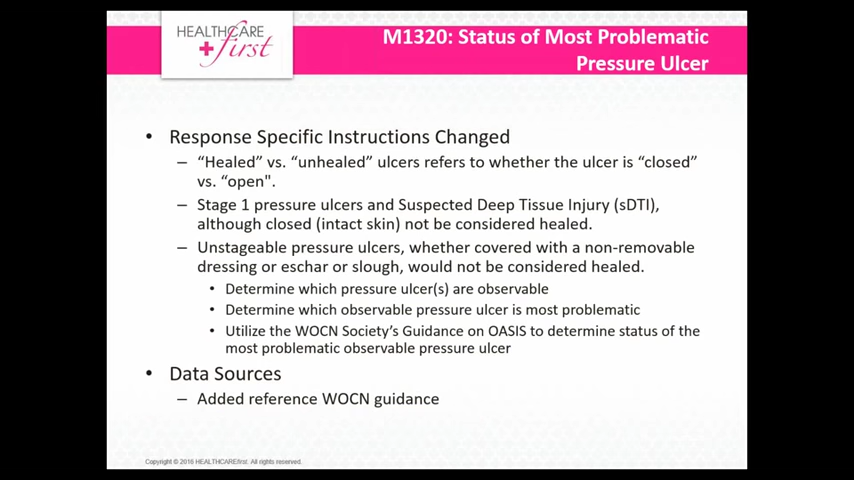 HEALTHCARE
first
M1320: Status of Most Problematic
Pressure Ulcer
• Response Specific Instructions Changed
– “Healed” vs. “unhealed” ulcers refers to whether the ulcer is “closed”
vs. “open".
– Stage 1 pressure ulcers and Suspected Deep Tissue Injury (sDTI),
although closed (intact skin) not be considered healed.
– Unstageable pressure ulcers, whether covered with a non-removable
dressing or eschar or slough, would not be considered healed.
• Determine which pressure ulcer(s) are observable
• Determine which observable pressure ulcer is most problematic
• Utilize the WOCN Society’s Guidance on OASIS to determine status of the
most problematic observable pressure ulcer
• Data Sources
– Added reference WOCN guidance
Copyright © 2016 HEALTHCAREfirst. All rights reserved.